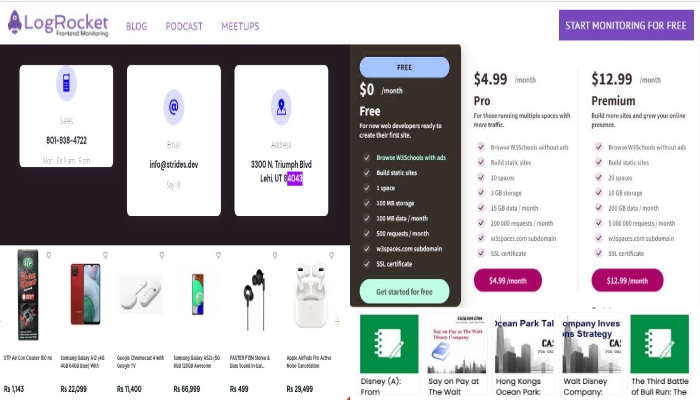 LogRocket
Frontend Monitoring
BLOG
PODCAST
MEETUPS
START MONITORING FOR FREE
Sales
801-938-4722
Mon - Fri 9 am - 5 pm
Email
info@strides.dev
Say Hi!
Address
3300 N. Triumph Blvd
Lehi, UT 84043
FREE
$0 /month
Free
For new web developers ready to
create their first site.
Browse W3Schools with ads
Build static sites
1 space
100 MB storage
100 MB data / month
500 requests / month
w3spaces.com subdomain
SSL certificate
Get started for free
$4.99 /month
Pro
For those running multiple spaces with
more traffic.
Browse W3Schools without ads
Build static sites
10 spaces
3 GB storage
15 GB data / month
200 000 requests / month
w3spaces.com subdomain
SSL certificate
$4.99 /month
$12.99 /month
Premium
Build more sites and grow your online
presence.
Browse W3Schools without ads
Build static sites
20 spaces
10 GB storage
200 GB data / month
5 000 000 requests / month
w3spaces.com subdomain
SSL certificate
$12.99 /month
STP
STP Air Con Cleaner 150 ml
Rs 1,143
Samsung Galaxy A12 (4G
4GB 64GB Blue) With
Rs 22,099
Google Chromecast 4 with
Google TV
Rs 11,400
Samsung Galaxy A52s (5G
8GB 128GB Awesome
Rs 66,999
FASTER F10N Stereo &
Bass Sound In-Ear...
Rs 499
Apple AirPods Pro Active
Noise Cancellation
Rs 29,499
Disney (A):
From
Say on Pay at The Walt
Disney Company
Say on Pay at
The Walt
Ocean Park Tal
Hong Kongs
Ocean Park:
ompany Inves
ons Strategy
Walt Disney
Company:
The Third Battle
of Bull Run: The